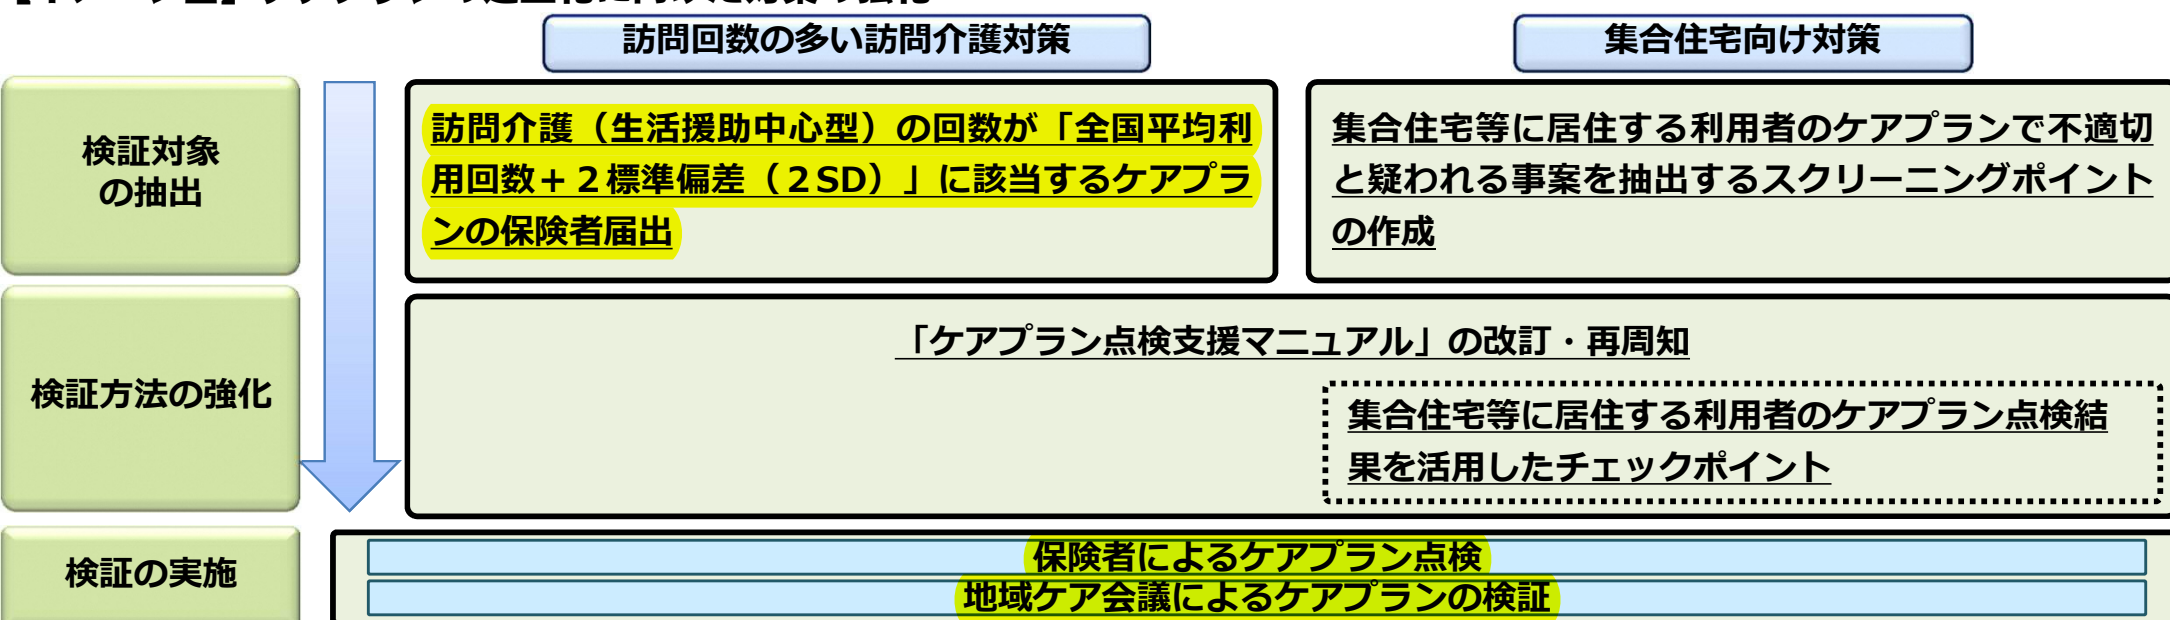 訪問回数の多い訪問介護対策
集合住宅向け対策
検証対象
の抽出
訪問介護（生活援助中心型）の回数が「全国平均利
用回数＋２標準偏差（２SD）」に該当するケアプラ
ンの保険者届出
集合住宅等に居住する利用者のケアプランで不適切
と疑われる事案を抽出するスクリーニングポイント
の作成
検証方法の強化
「ケアプラン点検支援マニュアル」の改訂・再周知
集合住宅等に居住する利用者のケアプラン点検結
果を活用したチェックポイント
検証の実施
保険者によるケアプラン点検
地域ケア会議によるケアプランの検証